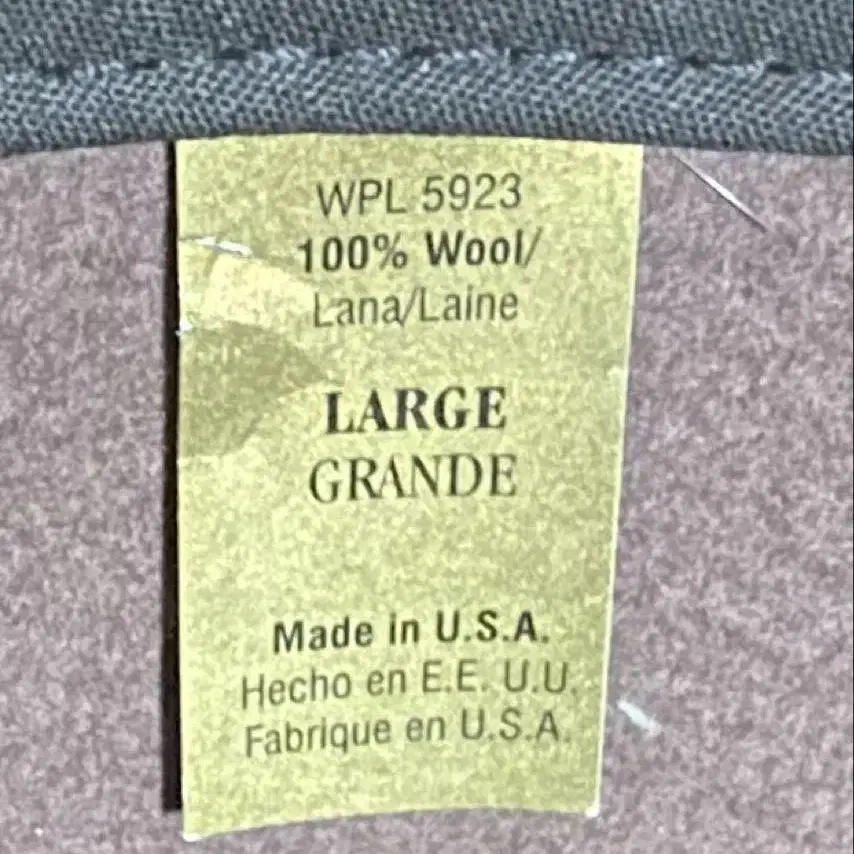 WPL 5923
100% Wool/
Lana/Laine
LARGE
GRANDE
Made in U.S.A.
Hecho en E.E. U.U.
Fabrique en U.S.A.